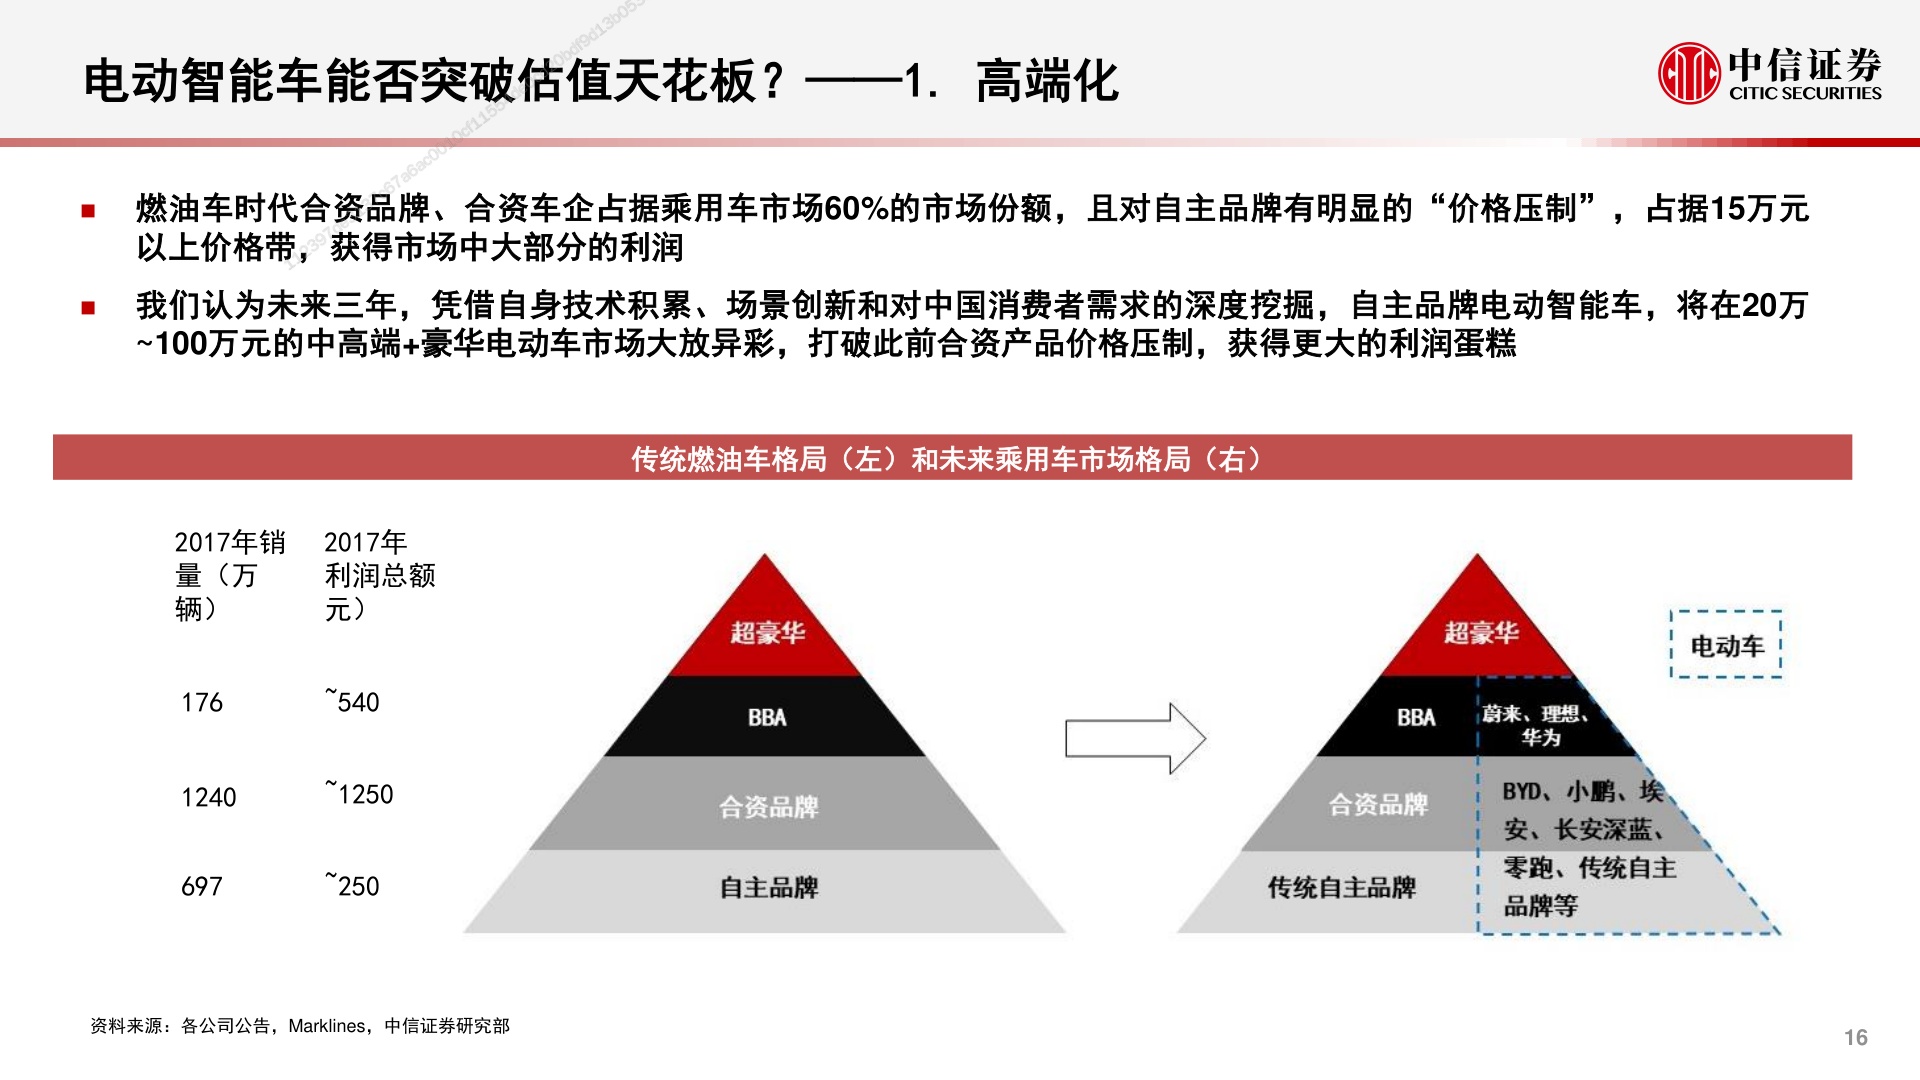 电动智能车能否突破估值天花板？——1. 高端化
中信证券
CITIC SECURITIES
燃油车时代合资品牌、合资车企占据乘用车市场60%的市场份额，且对自主品牌有明显的“价格压制”，占据15万元
以上价格带，获得市场中大部分的利润
我们认为未来三年，凭借自身技术积累、场景创新和对中国消费者需求的深度挖掘，自主品牌电动智能车，将在20万
~100万元的中高端+豪华电动车市场大放异彩，打破此前合资产品价格压制，获得更大的利润蛋糕
传统燃油车格局（左）和未来乘用车市场格局（右）
2017年销
量（万
辆）
2017年
利润总额
元）
176
~540
1240
~1250
697
~250
超豪华
BBA
合资品牌
自主品牌
超豪华
BBA
蔚来、理想、
华为
合资品牌
BYD、小鹏、埃
安、长安深蓝、
零跑、传统自主
品牌等
传统自主品牌
电动车
资料来源：各公司公告，Marklines，中信证券研究部
16